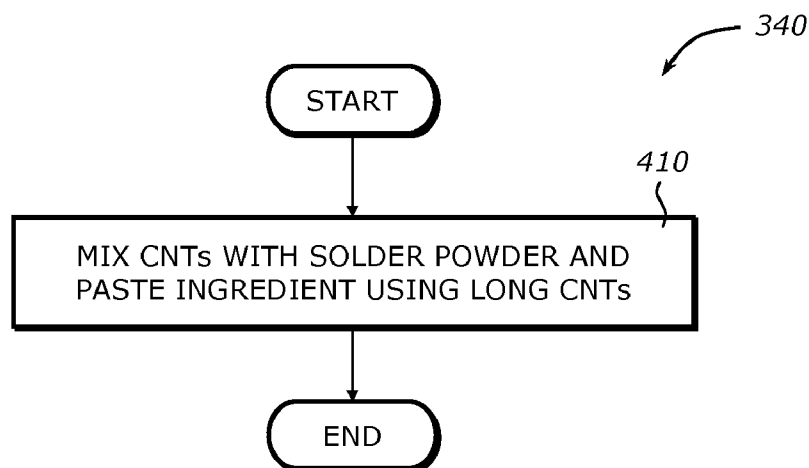 340
START
410
MIX CNTs WITH SOLDER POWDER AND
PASTE INGREDIENT USING LONG CNTs
END